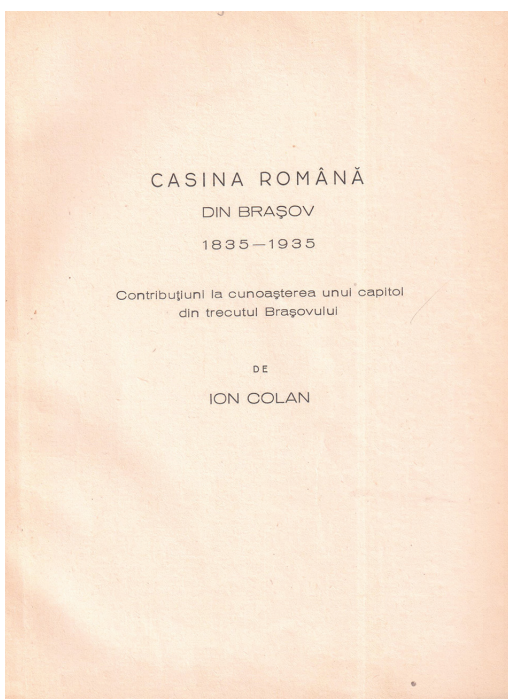 CASINA ROMÂNĂ
DIN BRAŞOV
1835—1935
Contribuţiuni la cunoaşterea unui capitol
din trecutul Braşovului
DE
ION COLAN